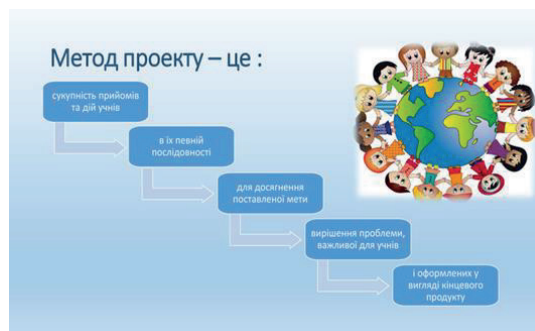 Метод проекту – це :
сукупність прийомів
та дій учнів
в їх певній
послідовності
для досягнення
поставленої мети
вирішення проблеми,
важливої для учнів
і оформлених у
вигляді кінцевого
продукту